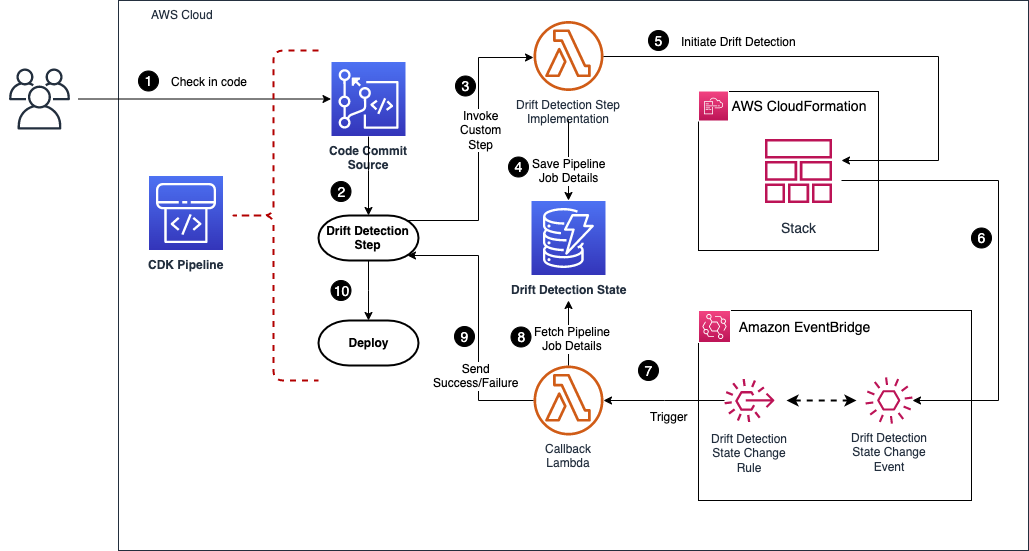 AWS Cloud
1
Check in code
Code Commit
Source
CDK Pipeline
2
Drift Detection
Step
10
Deploy
3
Invoke
Custom
Step
Drift Detection Step
Implementation
4
Save Pipeline
Job Details
Drift Detection State
5
Initiate Drift Detection
AWS CloudFormation
Stack
6
Amazon EventBridge
Drift Detection
State Change
Rule
Drift Detection
State Change
Event
7
Trigger
8
Fetch Pipeline
Job Details
Callback
Lambda
9
Send
Success/Failure